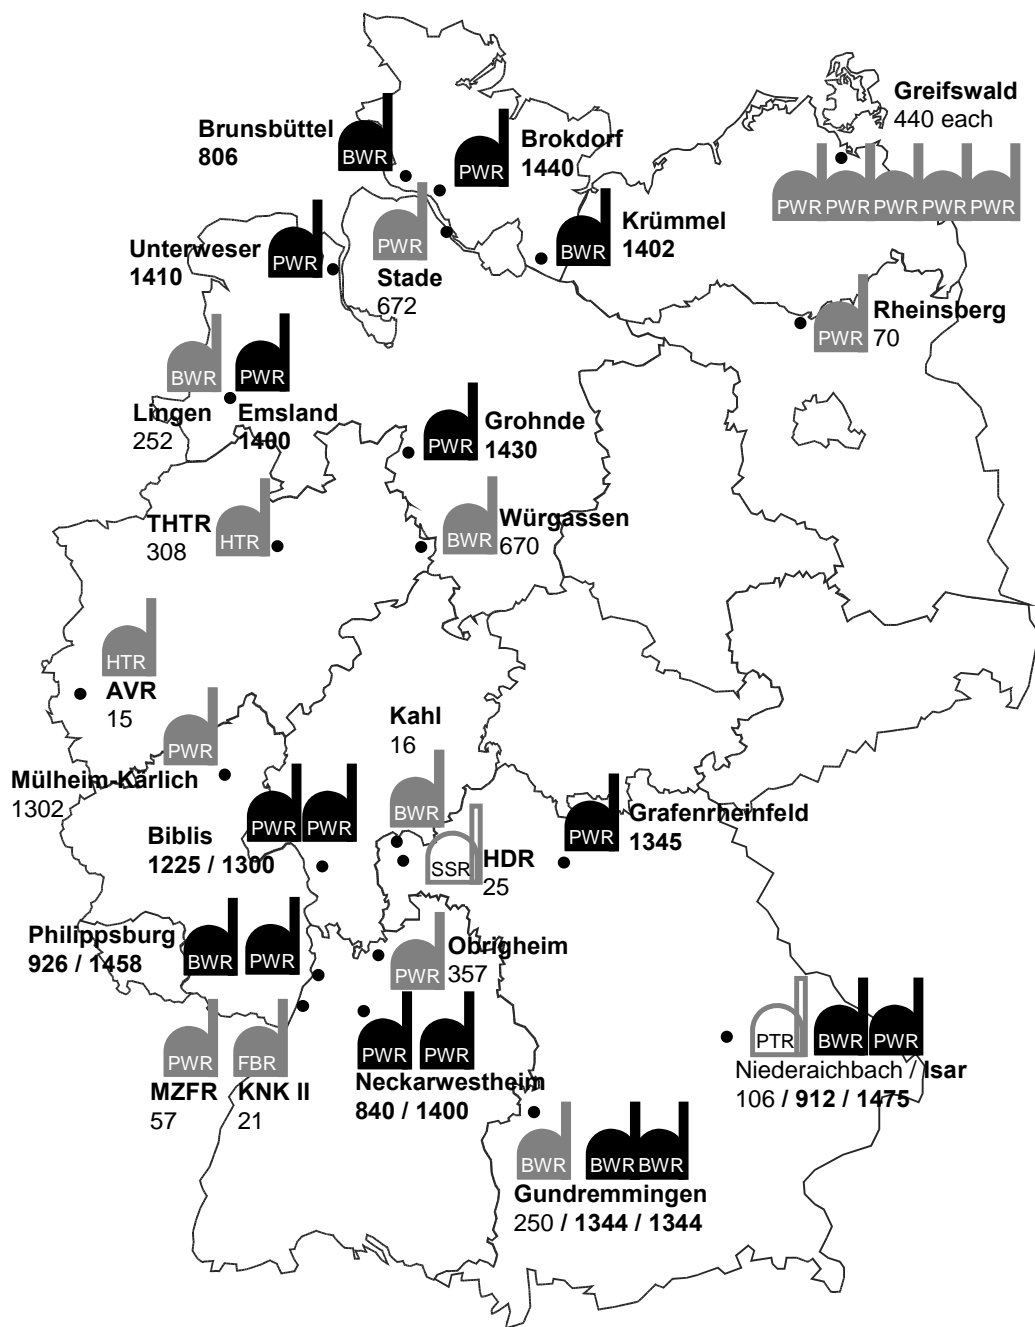 Greifswald
440 each
PWR PWR PWR PWR PWR
Brunsbüttel
806
BWR
PWR
Brokdorf
1440
Unterweser
1410
PWR
PWR
Stade
672
BWR
Krümmel
1402
PWR
Rheinsberg
70
BWR
Lingen
252
PWR
Emsland
1400
PWR
Grohnde
1430
THTR
308
HTR
BWR
Würgassen
670
HTR
AVR
15
Kahl
16
BWR
PWR
Mülheim-Kärlich
1302
PWR PWR
Biblis
1225 / 1300
PWR
Grafenrheinfeld
1345
SSR
HDR
25
Philippsburg
926 / 1458
BWR PWR
PWR
Obrigheim
357
PWR
MZFR
57
FBR
KNK II
21
PWR PWR
Neckarwestheim
840 / 1400
PTR BWR PWR
Niederaichbach / Isar
106 / 912 / 1475
BWR BWR BWR
Gundremmingen
250 / 1344 / 1344